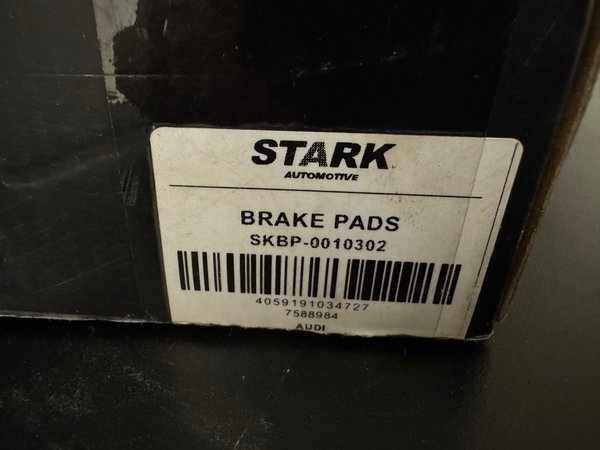 STARK
AUTOMOTIVE
BRAKE PADS
SKBP-0010302
4059191034727
7588984
AUDI